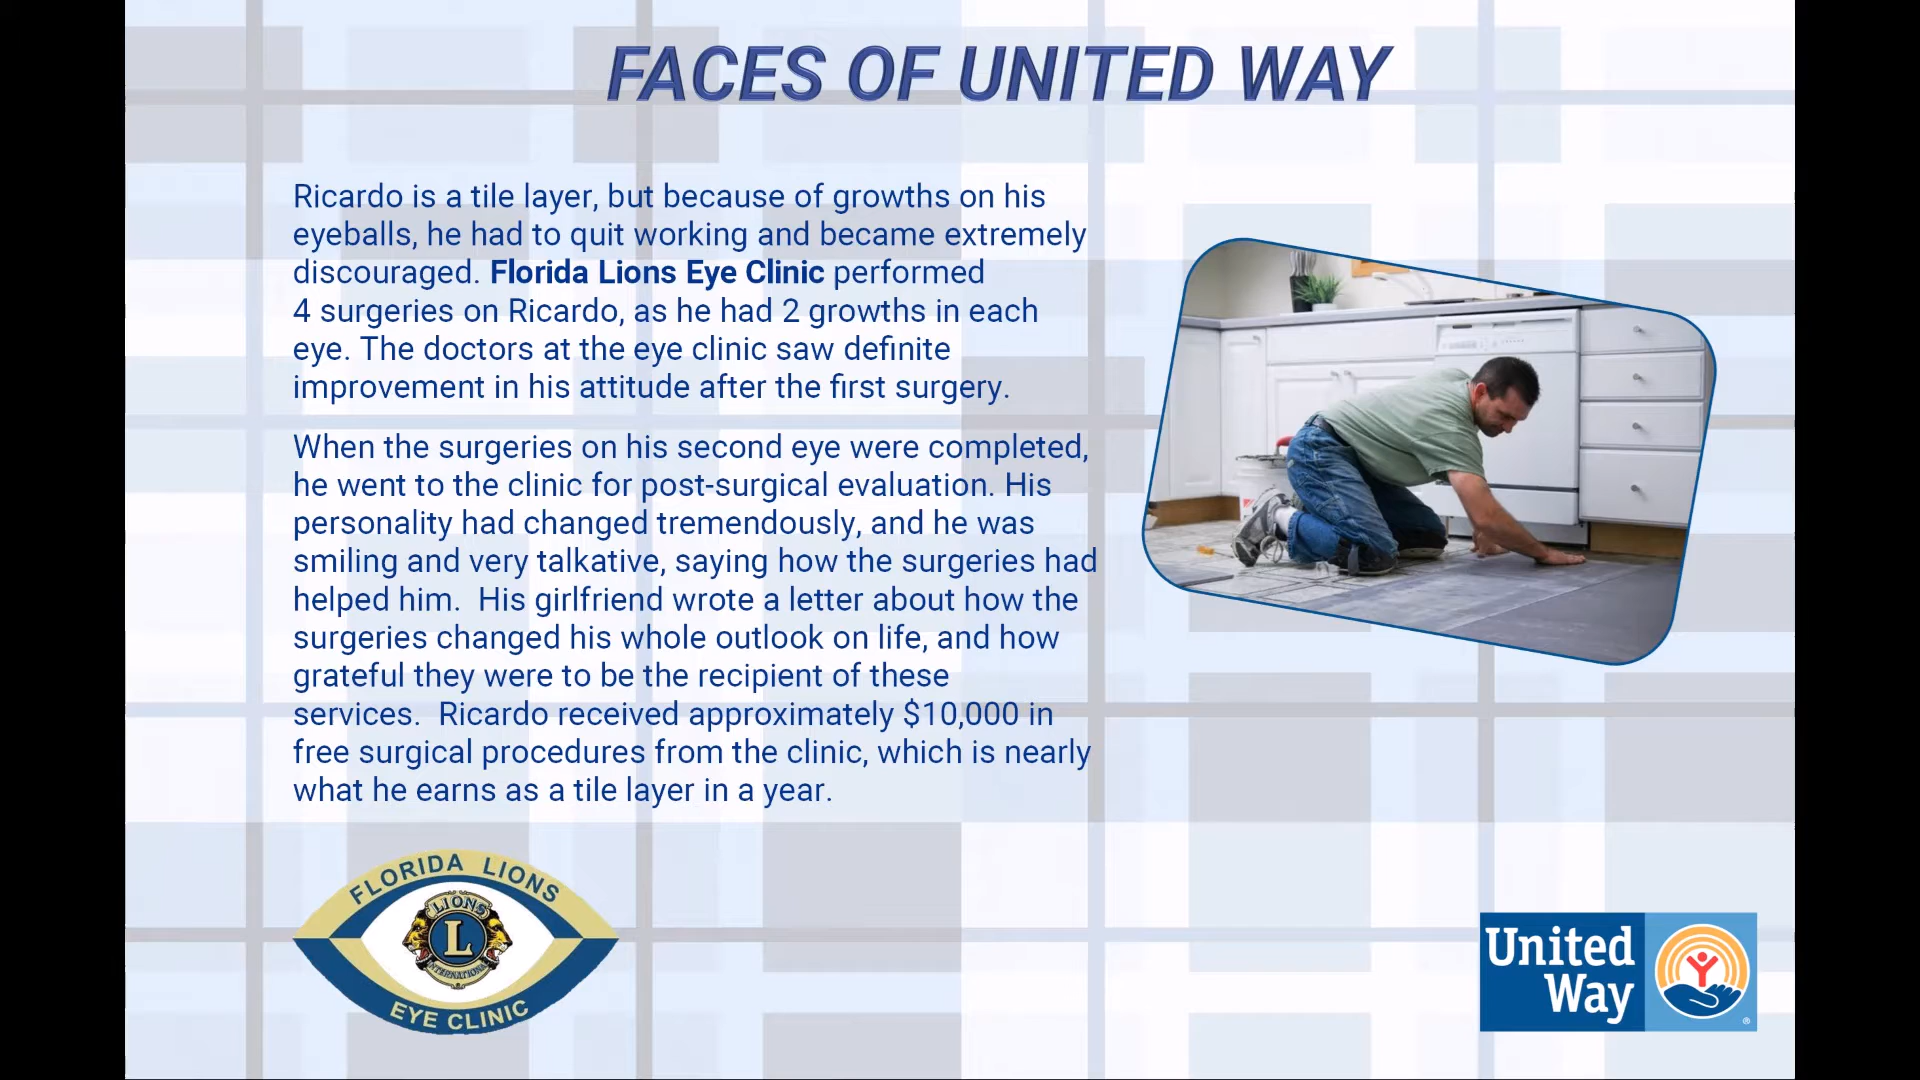 FACES OF UNITED WAY
Ricardo is a tile layer, but because of growths on his
eyeballs, he had to quit working and became extremely
discouraged. Florida Lions Eye Clinic performed
4 surgeries on Ricardo, as he had 2 growths in each
eye. The doctors at the eye clinic saw definite
improvement in his attitude after the first surgery.
When the surgeries on his second eye were completed,
he went to the clinic for post-surgical evaluation. His
personality had changed tremendously, and he was
smiling and very talkative, saying how the surgeries had
helped him.  His girlfriend wrote a letter about how the
surgeries changed his whole outlook on life, and how
grateful they were to be the recipient of these
services.  Ricardo received approximately $10,000 in
free surgical procedures from the clinic, which is nearly
what he earns as a tile layer in a year.
FLORIDA LIONS
LIONS
L
INTERNATIONAL
EYE CLINIC
United
Way
®